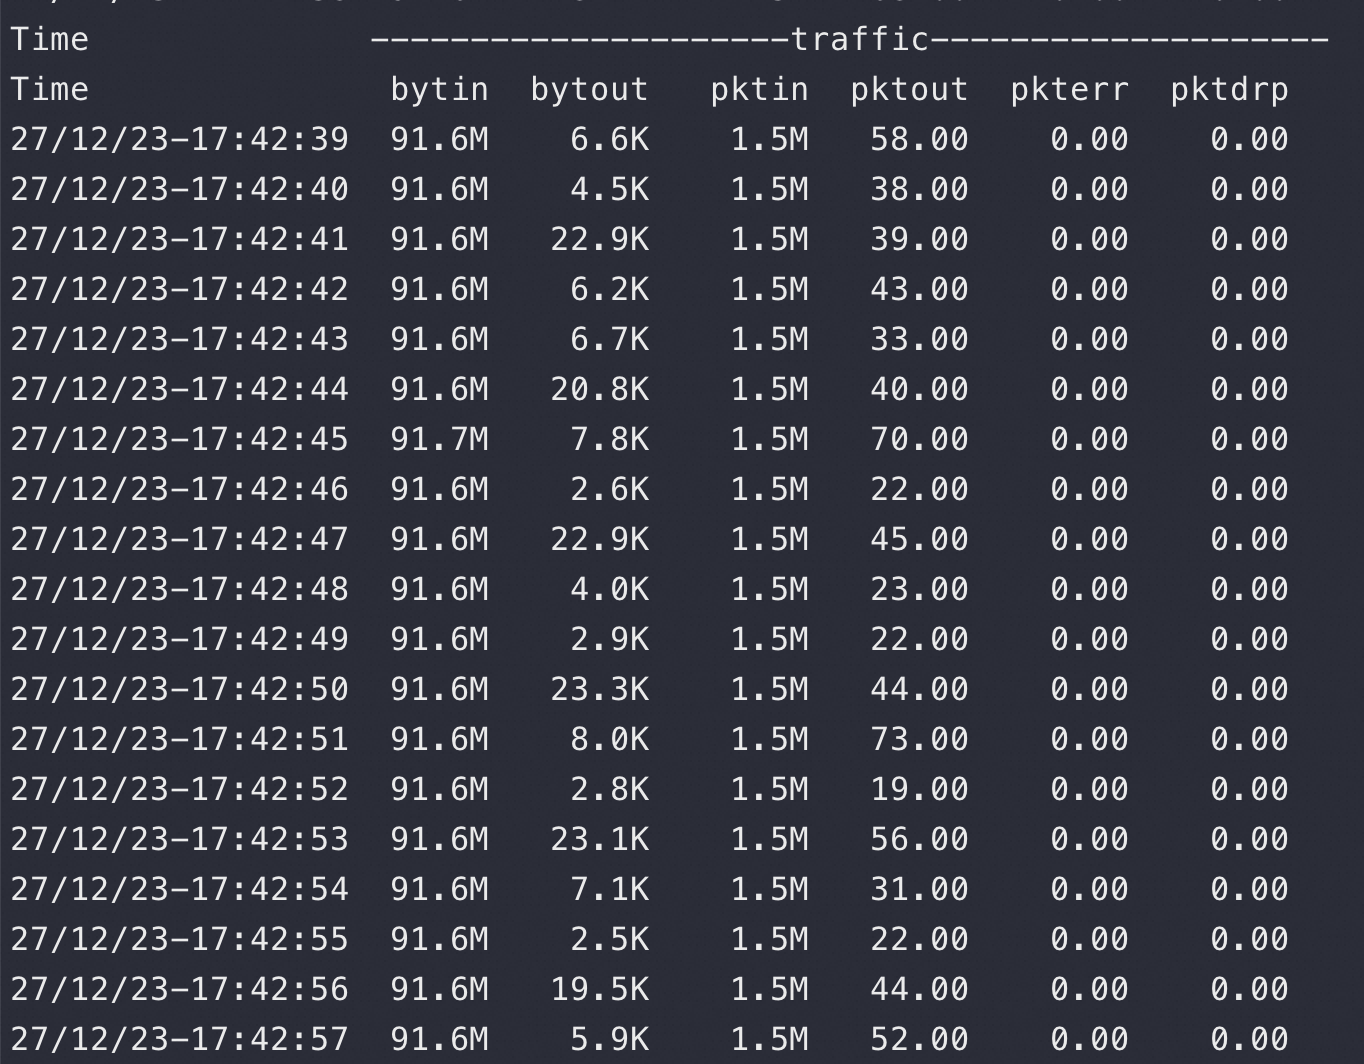 Time ---------------------traffic--------------------
Time bytin bytout pktin pktout pkterr pktdrp
27/12/23-17:42:39 91.6M 6.6K 1.5M 58.00 0.00 0.00
27/12/23-17:42:40 91.6M 4.5K 1.5M 38.00 0.00 0.00
27/12/23-17:42:41 91.6M 22.9K 1.5M 39.00 0.00 0.00
27/12/23-17:42:42 91.6M 6.2K 1.5M 43.00 0.00 0.00
27/12/23-17:42:43 91.6M 6.7K 1.5M 33.00 0.00 0.00
27/12/23-17:42:44 91.6M 20.8K 1.5M 40.00 0.00 0.00
27/12/23-17:42:45 91.7M 7.8K 1.5M 70.00 0.00 0.00
27/12/23-17:42:46 91.6M 2.6K 1.5M 22.00 0.00 0.00
27/12/23-17:42:47 91.6M 22.9K 1.5M 45.00 0.00 0.00
27/12/23-17:42:48 91.6M 4.0K 1.5M 23.00 0.00 0.00
27/12/23-17:42:49 91.6M 2.9K 1.5M 22.00 0.00 0.00
27/12/23-17:42:50 91.6M 23.3K 1.5M 44.00 0.00 0.00
27/12/23-17:42:51 91.6M 8.0K 1.5M 73.00 0.00 0.00
27/12/23-17:42:52 91.6M 2.8K 1.5M 19.00 0.00 0.00
27/12/23-17:42:53 91.6M 23.1K 1.5M 56.00 0.00 0.00
27/12/23-17:42:54 91.6M 7.1K 1.5M 31.00 0.00 0.00
27/12/23-17:42:55 91.6M 2.5K 1.5M 22.00 0.00 0.00
27/12/23-17:42:56 91.6M 19.5K 1.5M 44.00 0.00 0.00
27/12/23-17:42:57 91.6M 5.9K 1.5M 52.00 0.00 0.00